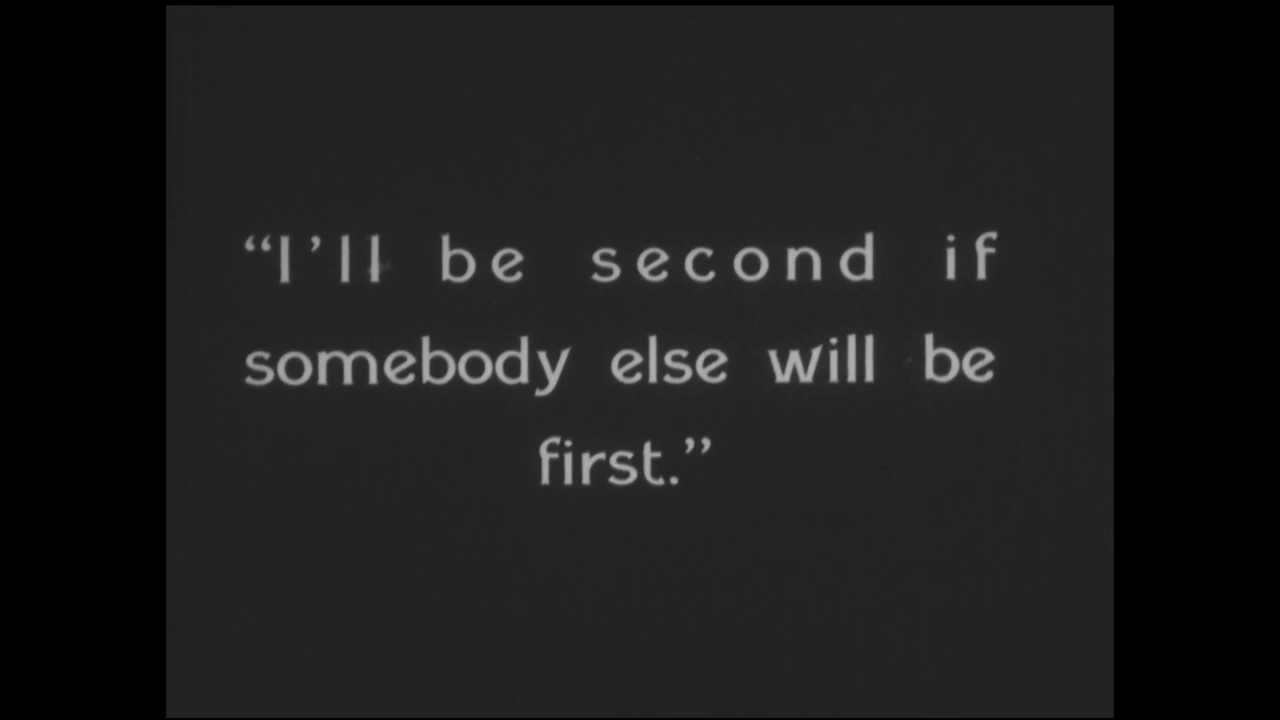 “I’ll be second if
somebody else will be
first.”